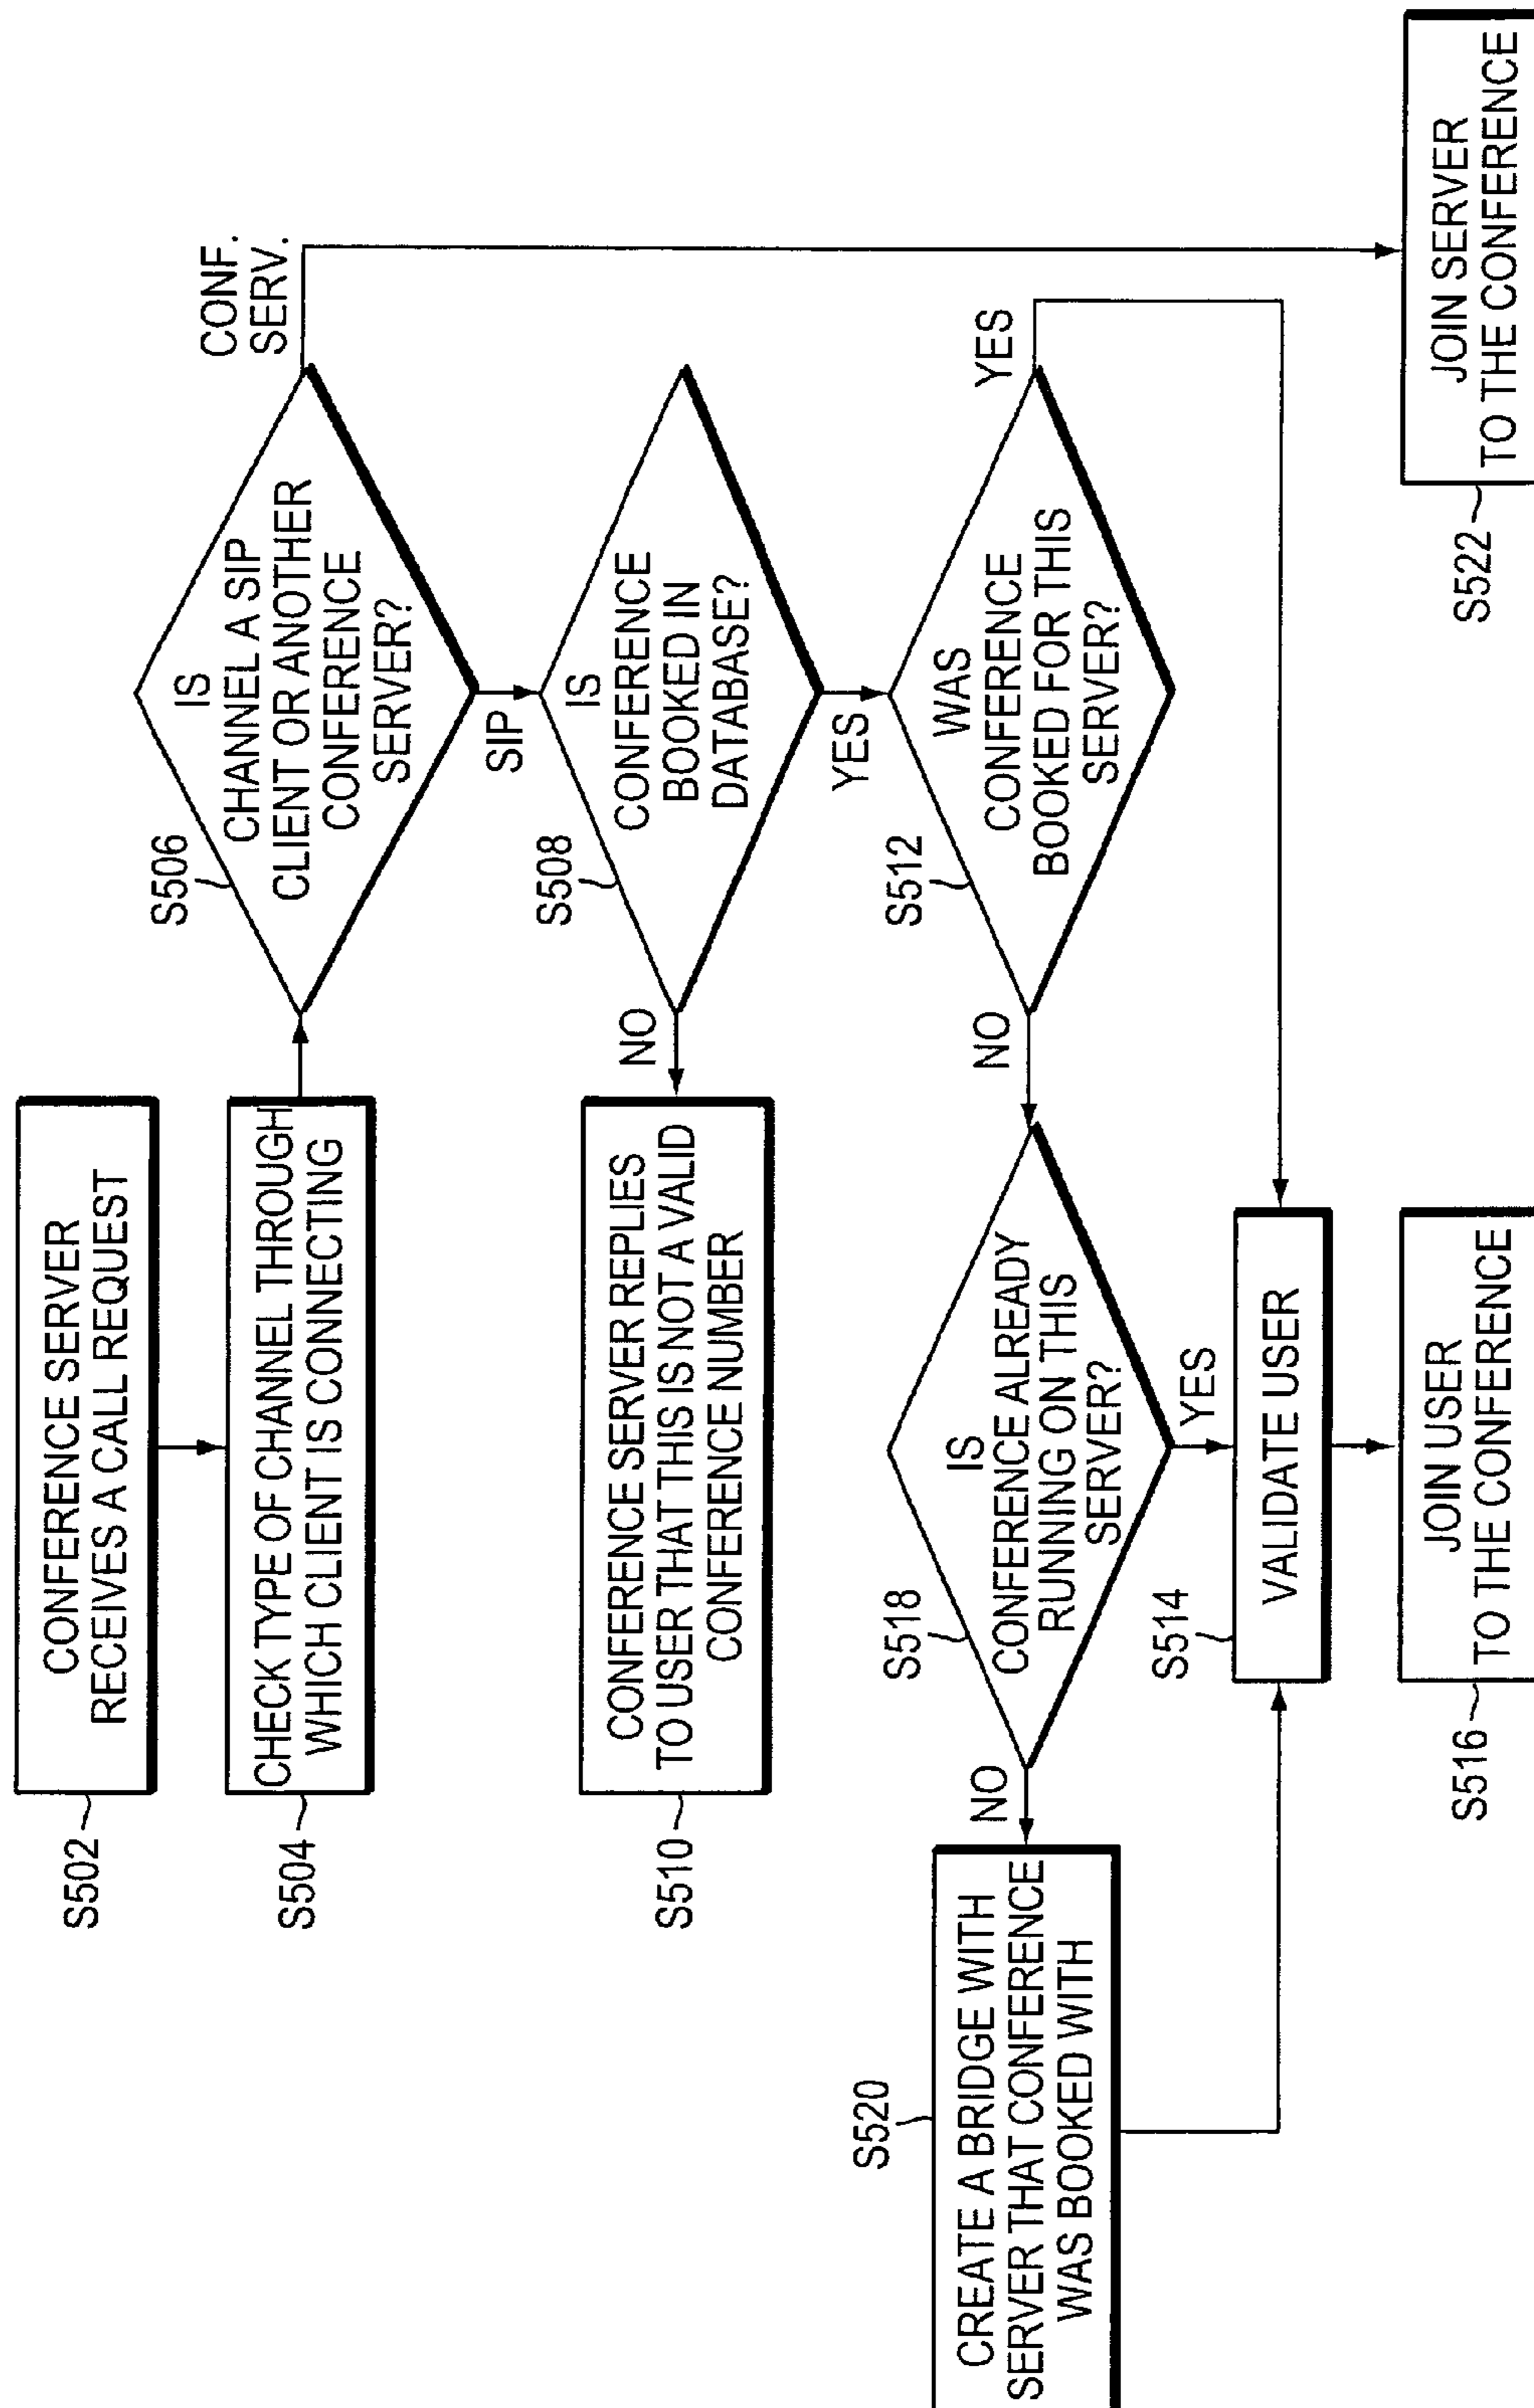 S502
CONFERENCE SERVER
RECEIVES A CALL REQUEST
S504
CHECK TYPE OF CHANNEL THROUGH
WHICH CLIENT IS CONNECTING
S506
IS
CHANNEL A SIP
CLIENT OR ANOTHER
CONFERENCE
SERVER?
CONF.
SERV.
SIP
S508
IS
CONFERENCE
BOOKED IN
DATABASE?
NO
YES
S510
CONFERENCE SERVER REPLIES
TO USER THAT THIS IS NOT A VALID
CONFERENCE NUMBER
S512
WAS
CONFERENCE
BOOKED FOR THIS
SERVER?
NO
YES
S518
IS
CONFERENCE ALREADY
RUNNING ON THIS
SERVER?
NO
YES
S520
CREATE A BRIDGE WITH
SERVER THAT CONFERENCE
WAS BOOKED WITH
S514
VALIDATE USER
S516
JOIN USER
TO THE CONFERENCE
S522
JOIN SERVER
TO THE CONFERENCE